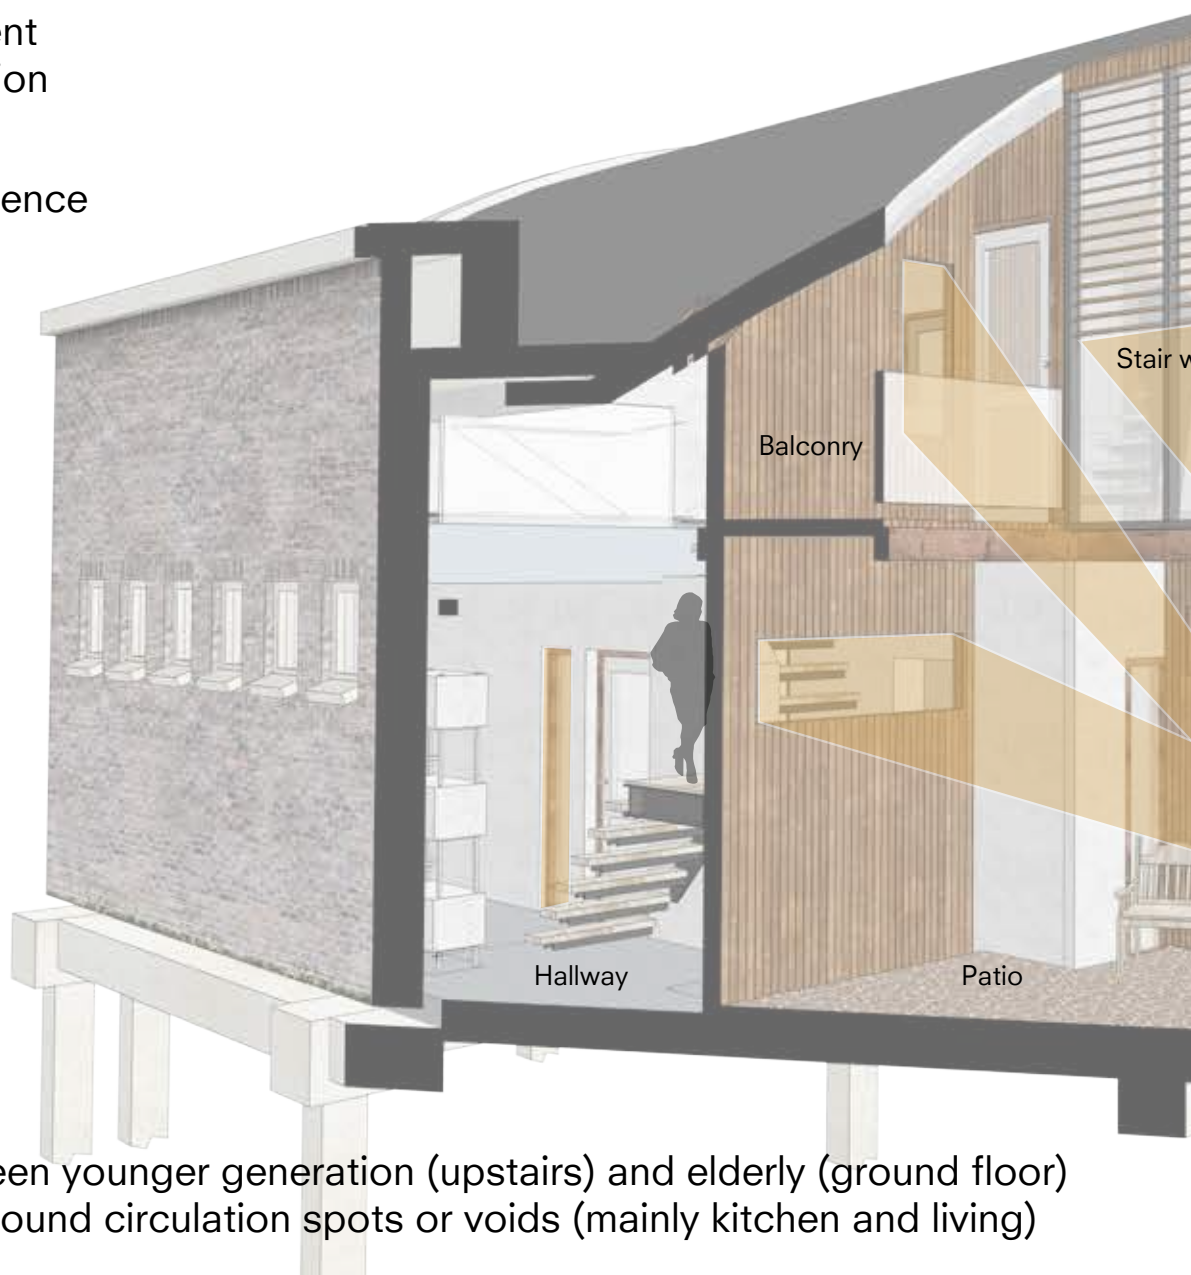 ent
ion
ence
Stair w
Balconry
Hallway
Patio
een younger generation (upstairs) and elderly (ground floor)
ound circulation spots or voids (mainly kitchen and living)